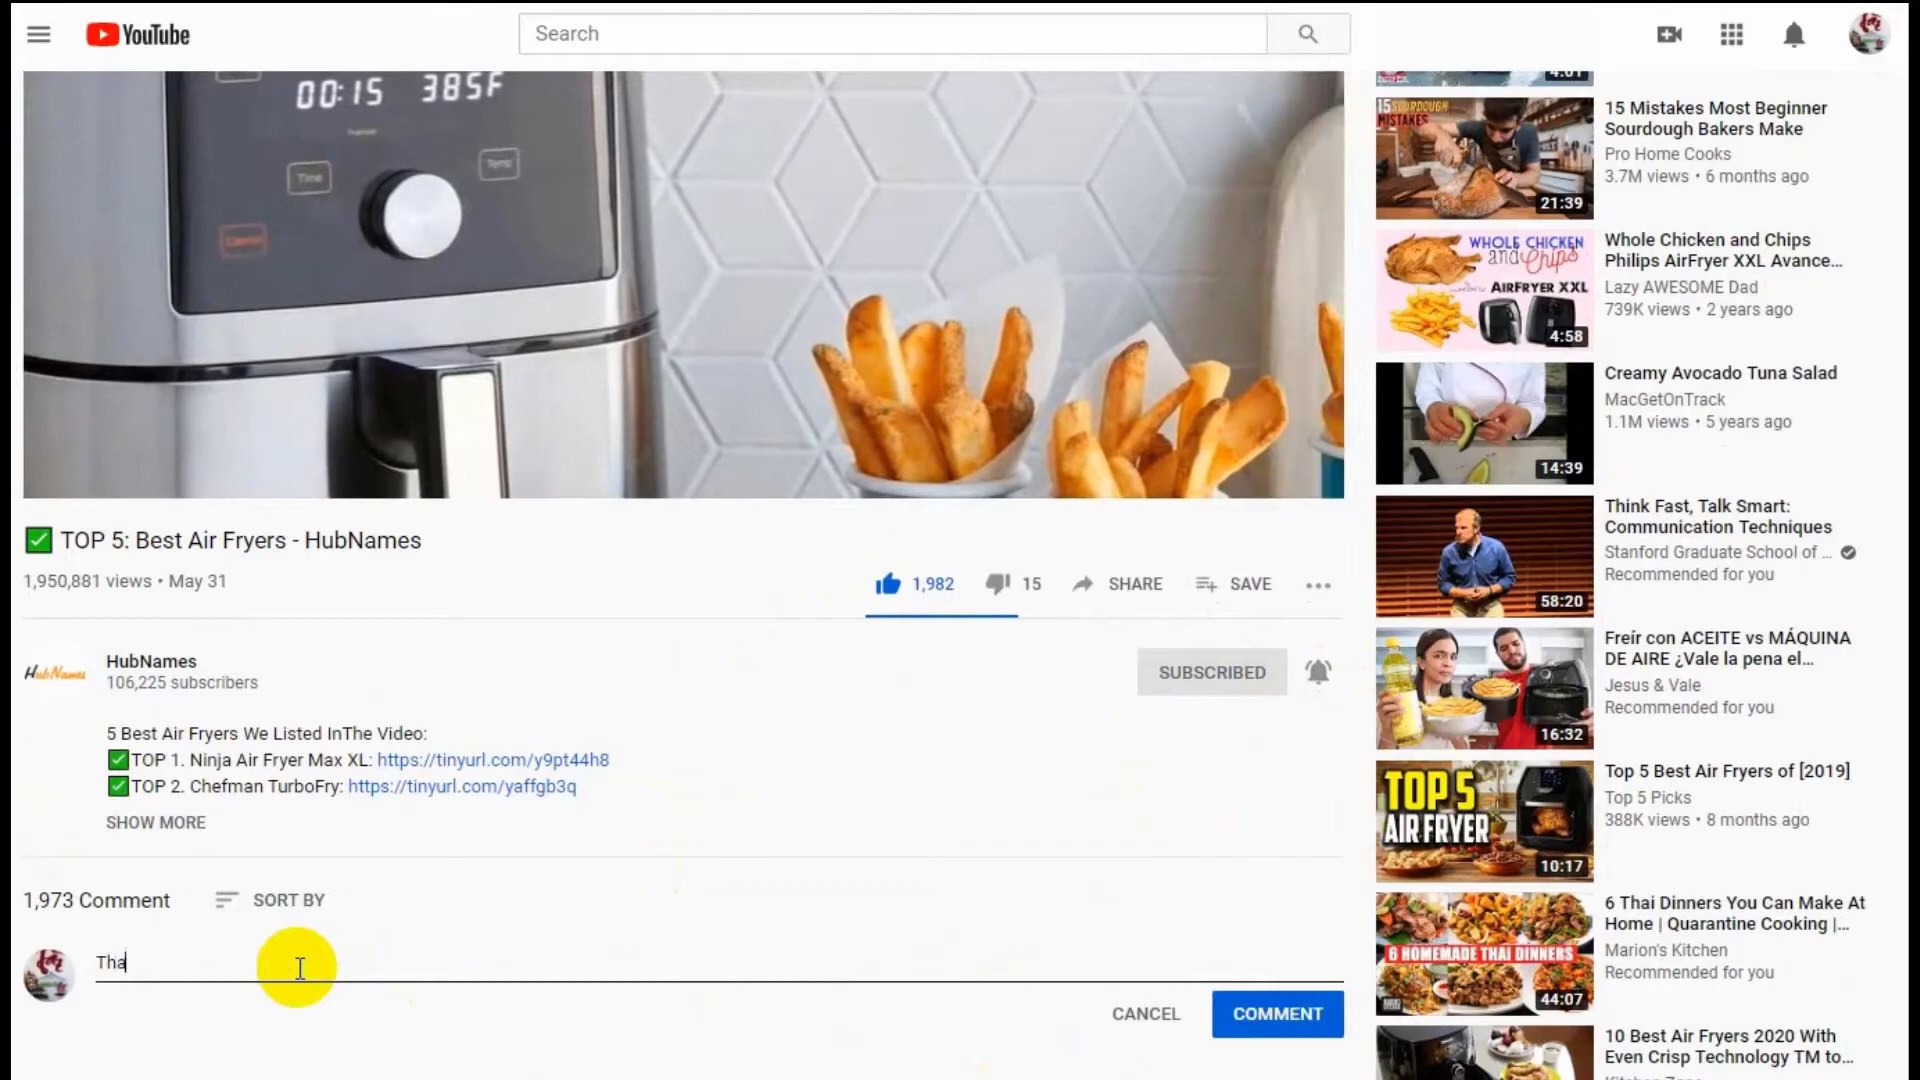 YouTube
Search
00:15 385F
Time
Temp
Cancel
TOP 5: Best Air Fryers - HubNames
1,950,881 views • May 31
1,982
15
SHARE
SAVE
HubNames
HubNames
106,225 subscribers
SUBSCRIBED
5 Best Air Fryers We Listed InThe Video:
TOP 1. Ninja Air Fryer Max XL: https://tinyurl.com/y9pt44h8
TOP 2. Chefman TurboFry: https://tinyurl.com/yaffgb3q
SHOW MORE
1,973 Comment
SORT BY
Tha
CANCEL
COMMENT
4:01
15 SOURDOUGH
MISTAKES
21:39
15 Mistakes Most Beginner
Sourdough Bakers Make
Pro Home Cooks
3.7M views • 6 months ago
WHOLE CHICKEN
and Chips
AIRFRYER XXL
4:58
Whole Chicken and Chips
Philips AirFryer XXL Avance...
Lazy AWESOME Dad
739K views • 2 years ago
14:39
Creamy Avocado Tuna Salad
MacGetOnTrack
1.1M views • 5 years ago
58:20
Think Fast, Talk Smart:
Communication Techniques
Stanford Graduate School of ...
Recommended for you
16:32
Freír con ACEITE vs MÁQUINA
DE AIRE ¿Vale la pena el...
Jesus & Vale
Recommended for you
TOP 5
AIR FRYER
10:17
Top 5 Best Air Fryers of [2019]
Top 5 Picks
388K views • 8 months ago
6 HOMEMADE THAI DINNERS
44:07
6 Thai Dinners You Can Make At
Home | Quarantine Cooking |...
Marion's Kitchen
Recommended for you
10 Best Air Fryers 2020 With
Even Crisp Technology TM to...